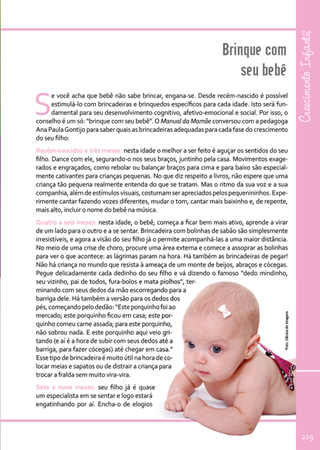 Crescimento Infantil
Brinque com
seu bebê
Se você acha que bebê não sabe brincar, engana-se. Desde recém-nascido é possível
estimulá-lo com brincadeiras e brinquedos específicos para cada idade. Isto será fun-
damental para seu desenvolvimento cognitivo, afetivo-emocional e social. Por isso, o
conselho é um só: "brinque com seu bebê". O Manual da Mamãe conversou com a pedagoga
Ana Paula Gontijo para saber quais as brincadeiras adequadas para cada fase do crescimento
do seu filho:
Recém-nascidos a três meses: nesta idade o melhor a ser feito é aguçar os sentidos do seu
filho. Dance com ele, segurando-o nos seus braços, juntinho pela casa. Movimentos exage-
rados e engraçados, como rebolar ou balançar braços para cima e para baixo são especial-
mente cativantes para crianças pequenas. No que diz respeito a livros, não espere que uma
criança tão pequena realmente entenda do que se tratam. Mas o ritmo da sua voz e a sua
companhia, além de estímulos visuais, costumam ser apreciados pelos pequenininhos. Expe-
rimente cantar fazendo vozes diferentes, mudar o tom, cantar mais baixinho e, de repente,
mais alto, incluir o nome do bebê na música.
Quatro a seis meses: nesta idade, o bebê, começa a ficar bem mais ativo, aprende a virar
de um lado para o outro e a se sentar. Brincadeira com bolinhas de sabão são simplesmente
irresistíveis, e agora a visão do seu filho já o permite acompanhá-las a uma maior distância.
No meio de uma crise de choro, procure uma área externa e comece a assoprar as bolinhas
para ver o que acontece: as lágrimas param na hora. Há também as brincadeiras de pegar!
Não há criança no mundo que resista à ameaça de um monte de beijos, abraços e cócegas.
Pegue delicadamente cada dedinho do seu filho e vá dizendo o famoso "dedo mindinho,
seu vizinho, pai de todos, fura-bolos e mata piolhos", ter-
minando com seus dedos da mão escorregando para a
barriga dele. Há também a versão para os dedos dos
pés, começando pelo dedão: "Este porquinho foi ao
mercado; este porquinho ficou em casa; este por-
quinho comeu carne assada; para este porquinho,
não sobrou nada. E este porquinho aqui veio gri-
tando (e aí é a hora de subir com seus dedos até a
barriga, para fazer cócegas) até chegar em casa."
Esse tipo de brincadeira é muito útil na hora de co-
locar meias e sapatos ou de distrair a criança para
trocar a fralda sem muito vira-vira.
Sete a nove meses: seu filho já é quase
um especialista em se sentar e logo estará
engatinhando por aí. Encha-o de elogios
Foto: Oficina de Imagem
229